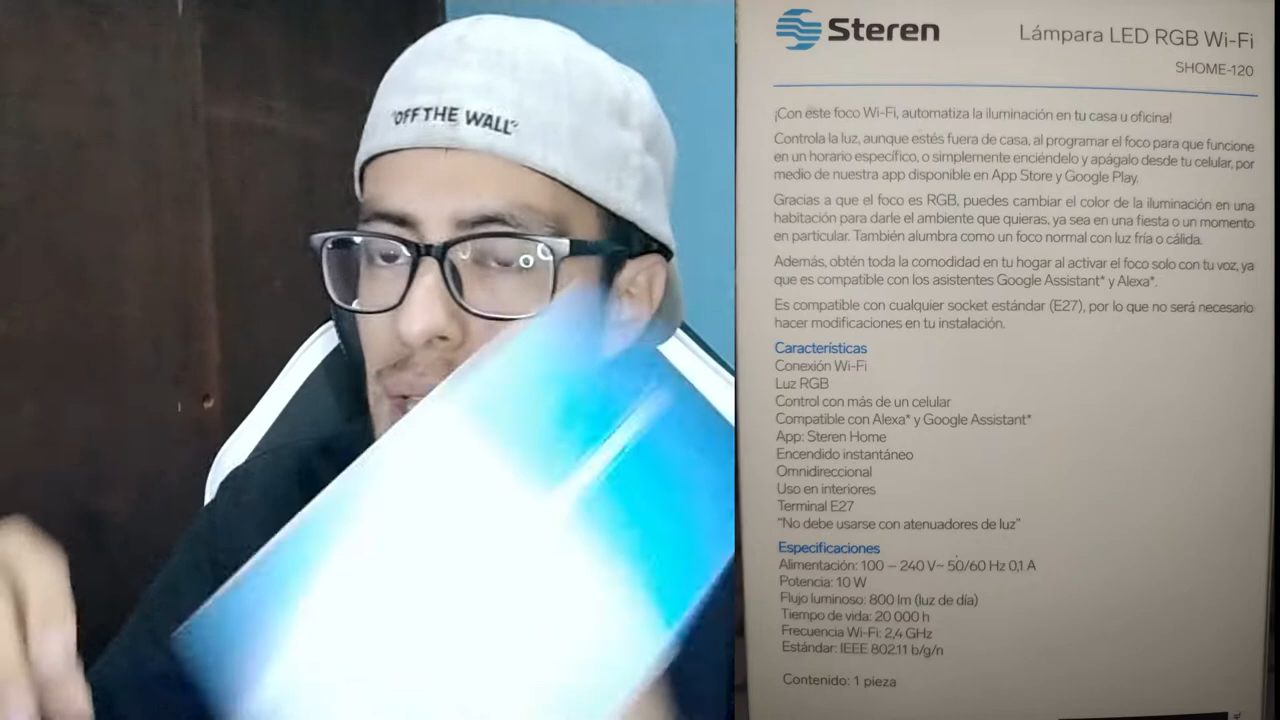 "OFF THE WALL"
Steren
Lámpara LED RGB Wi-Fi
SHOME-120
¡Con este foco Wi-Fi, automatiza la iluminación en tu casa u oficina!
Controla la luz, aunque estés fuera de casa, al programar el foco para que funcione
en un horario específico, o simplemente enciéndelo y apágalo desde tu celular, por
medio de nuestra app disponible en App Store y Google Play.
Gracias a que el foco es RGB, puedes cambiar el color de la iluminación en una
habitación para darle el ambiente que quieras, ya sea en una fiesta o un momento
en particular. También alumbra como un foco normal con luz fría o cálida.
Además, obtén toda la comodidad en tu hogar al activar el foco solo con tu voz, ya
que es compatible con los asistentes Google Assistant* y Alexa*.
Es compatible con cualquier socket estándar (E27), por lo que no será necesario
hacer modificaciones en tu instalación.
Características
Conexión Wi-Fi
Luz RGB
Control con más de un celular
Compatible con Alexa* y Google Assistant*
App: Steren Home
Encendido instantáneo
Omnidireccional
Uso en interiores
Terminal E27
"No debe usarse con atenuadores de luz"
Especificaciones
Alimentación: 100 – 240 V~ 50/60 Hz 0,1 A
Potencia: 10 W
Flujo luminoso: 800 lm (luz de día)
Tiempo de vida: 20 000 h
Frecuencia Wi-Fi: 2,4 GHz
Estándar: IEEE 802.11 b/g/n
Contenido: 1 pieza